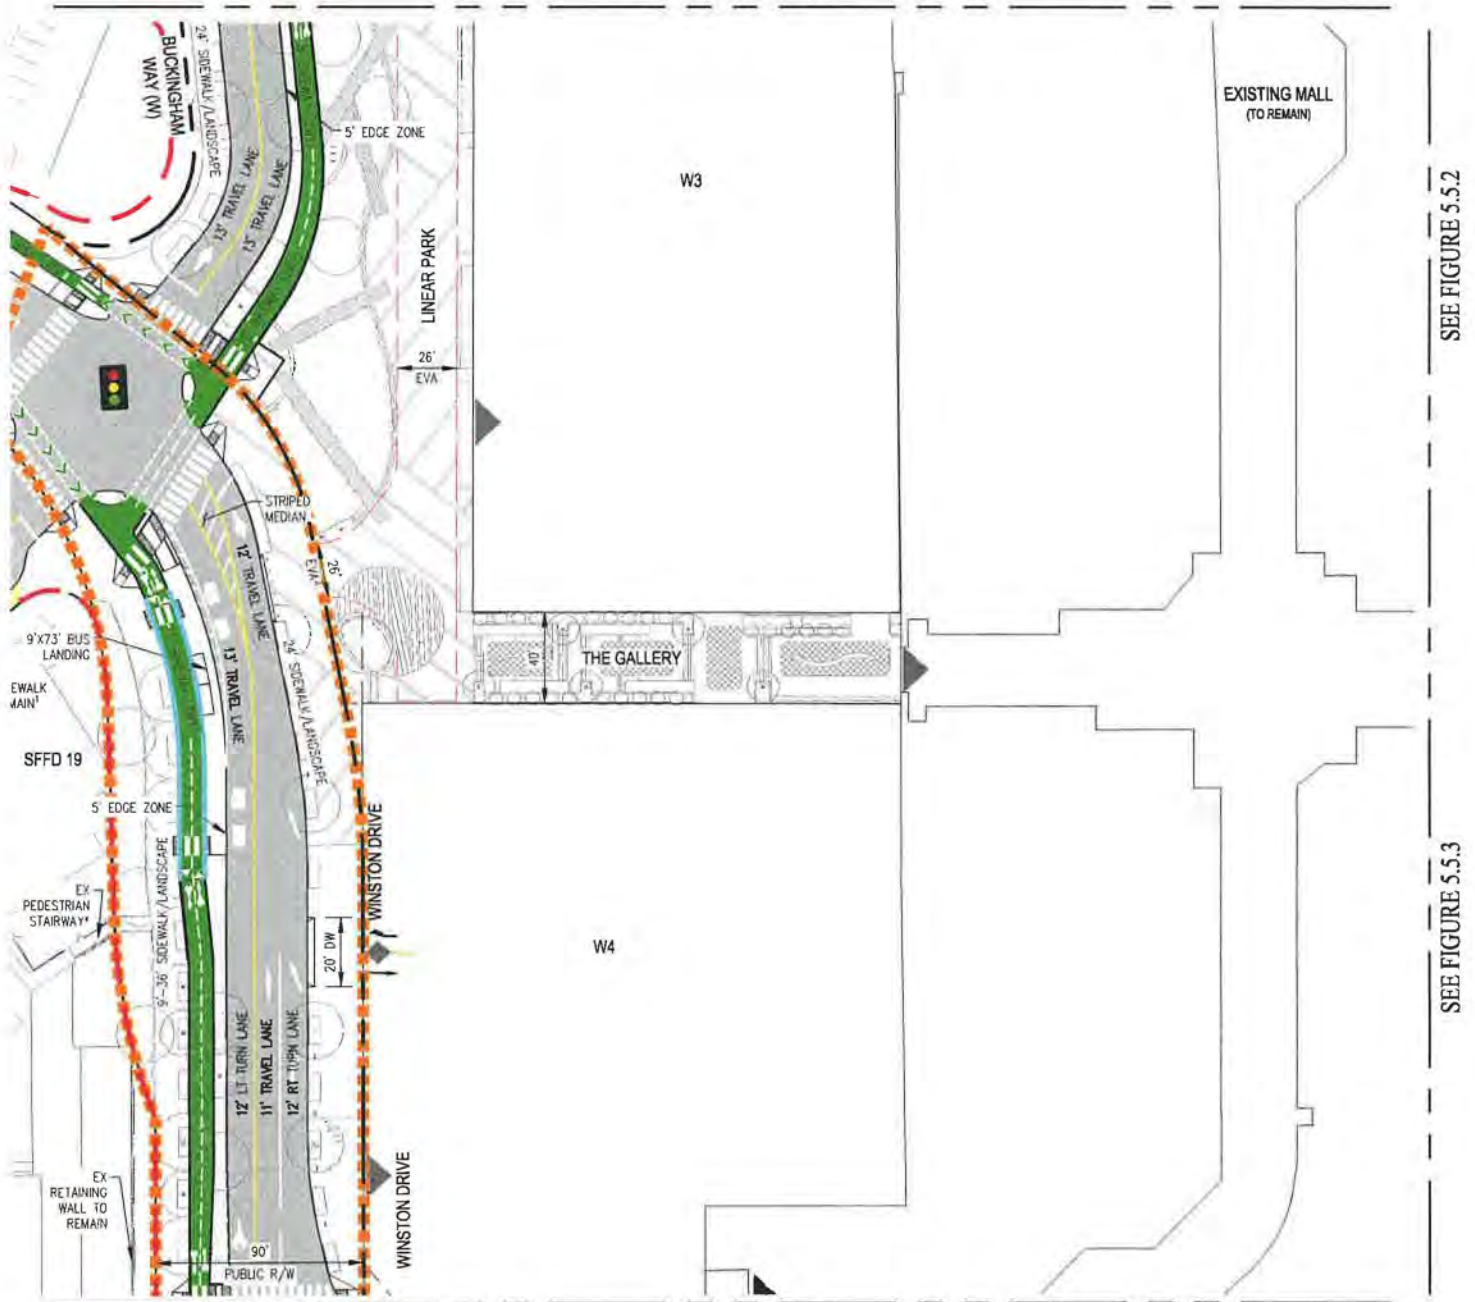 BUCKINGHAM
WAY (W)
24' SIDEWALK/LANDSCAPE
5' EDGE ZONE
13' TRAVEL LANE
13' TRAVEL LANE
LINEAR PARK
26'
EVA
W3
EXISTING MALL
(TO REMAIN)
SEE FIGURE 5.5.2
STRIPED
MEDIAN
26'
12' TRAVEL LANE
13' TRAVEL LANE
24' SIDEWALK/LANDSCAPE
9'X73' BUS
LANDING
EWALK
SFFD 19
40'
THE GALLERY
5' EDGE ZONE
WINSTON DRIVE
EX
PEDESTRIAN
STAIRWAY
9'-36' SIDEWALK/LANDSCAPE
20' DW
W4
SEE FIGURE 5.5.3
12' LT TURN LANE
11' TRAVEL LANE
12' RT TURN LANE
WINSTON DRIVE
EX
RETAINING
WALL TO
REMAIN
90'
PUBLIC R/W